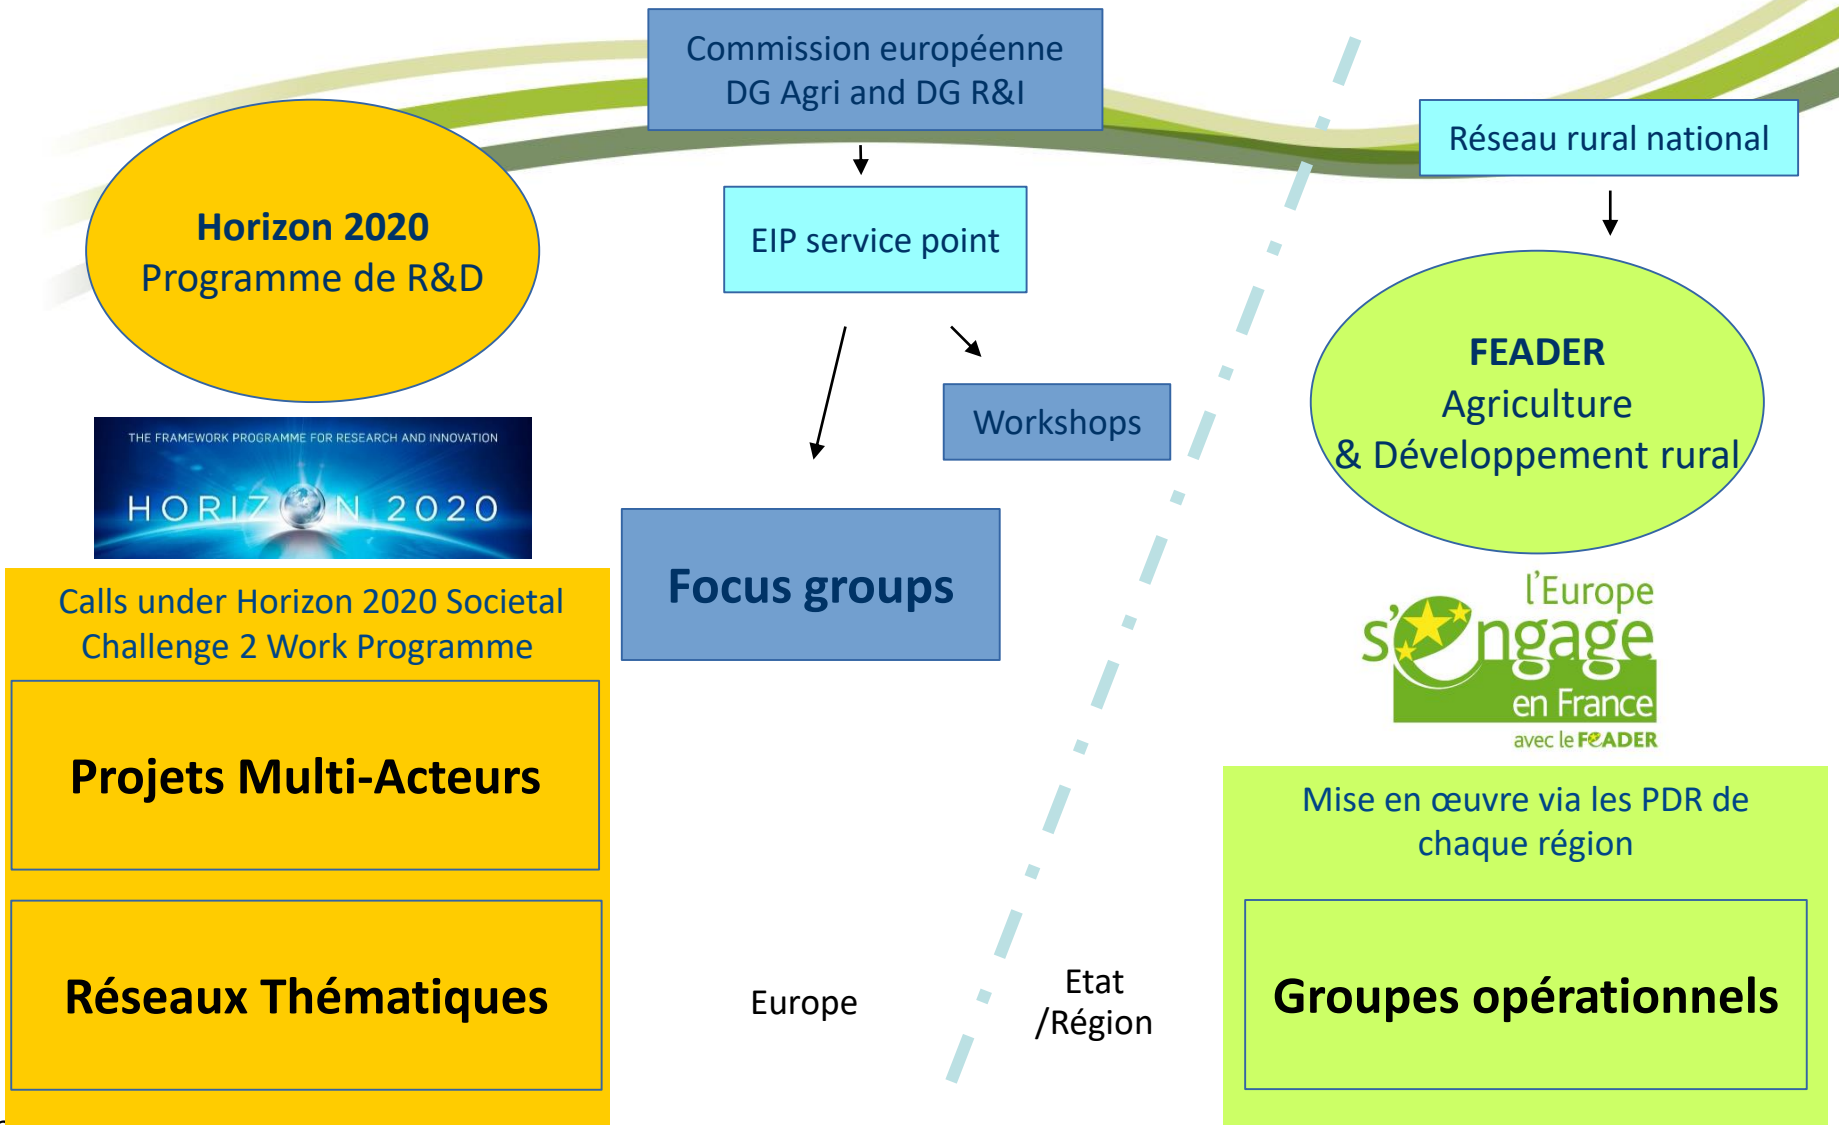 Commission européenne
DG Agri and DG R&I
Réseau rural national
Horizon 2020
Programme de R&D
EIP service point
FEADER
Agriculture
& Développement rural
Workshops
THE FRAMEWORK PROGRAMME FOR RESEARCH AND INNOVATION
HORIZON 2020
Focus groups
l'Europe
s'engage
en France
avec le FEADER
Calls under Horizon 2020 Societal
Challenge 2 Work Programme
Projets Multi-Acteurs
Réseaux Thématiques
Europe
Etat
/Région
Mise en œuvre via les PDR de
chaque région
Groupes opérationnels